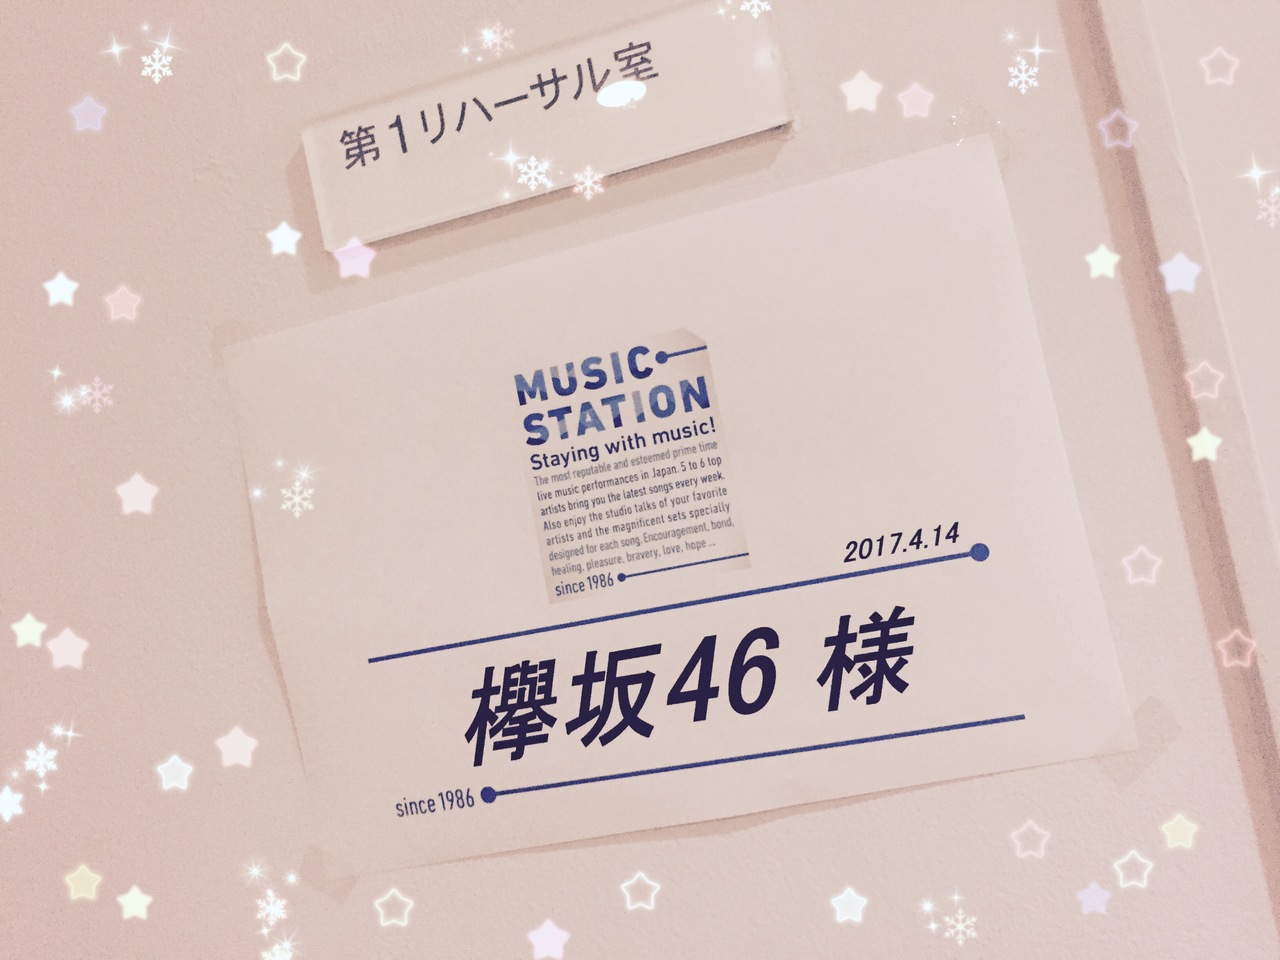 第1リハーサル室
MUSIC
STATION
Staying with music!
The most reputable and esteemed prime time
live music performances in Japan. 5 to 6 top
artists bring you the latest songs every week.
Also enjoy the studio talks of your favorite
artists and the magnificent sets specially
designed for each song. Encouragement, bond,
healing, pleasure, bravery, love, hope ...
since 1986
2017.4.14
欅坂46 様
since 1986